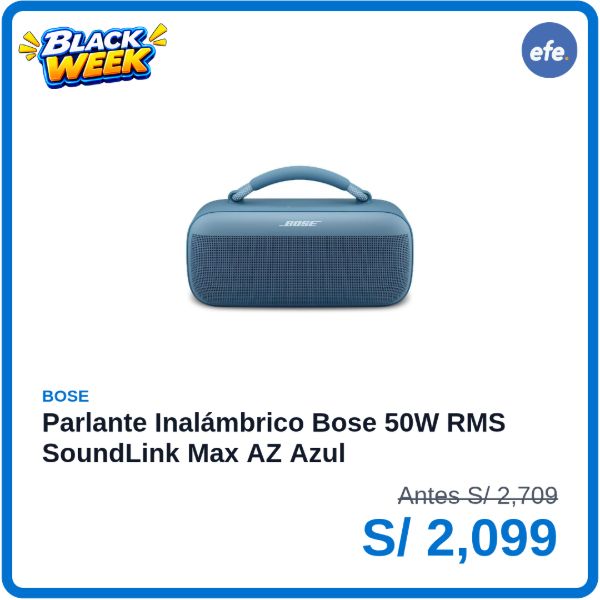 BLACK
WEEK
efe.
BOSE
BOSE
Parlante Inalámbrico Bose 50W RMS
SoundLink Max AZ Azul
Antes S/ 2,709
S/ 2,099